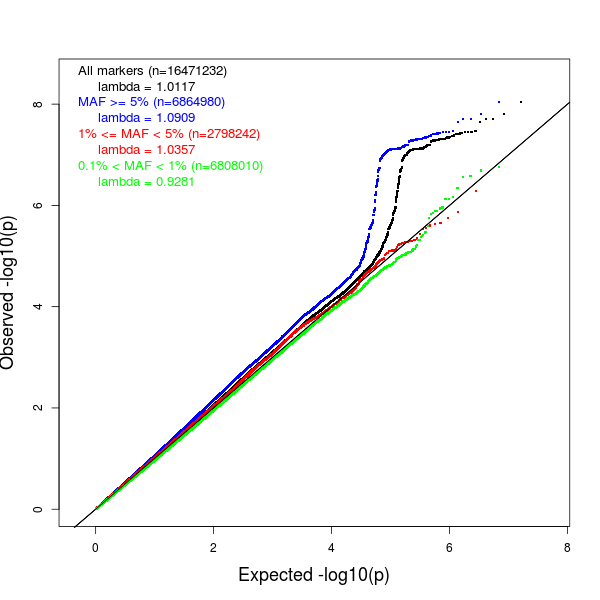 All markers (n=16471232)
lambda = 1.0117
MAF >= 5% (n=6864980)
lambda = 1.0909
1% <= MAF < 5% (n=2798242)
lambda = 1.0357
0.1% < MAF < 1% (n=6808010)
lambda = 0.9281
8
6
4
2
0
Observed -log10(p)
0 2 4 6 8
Expected -log10(p)